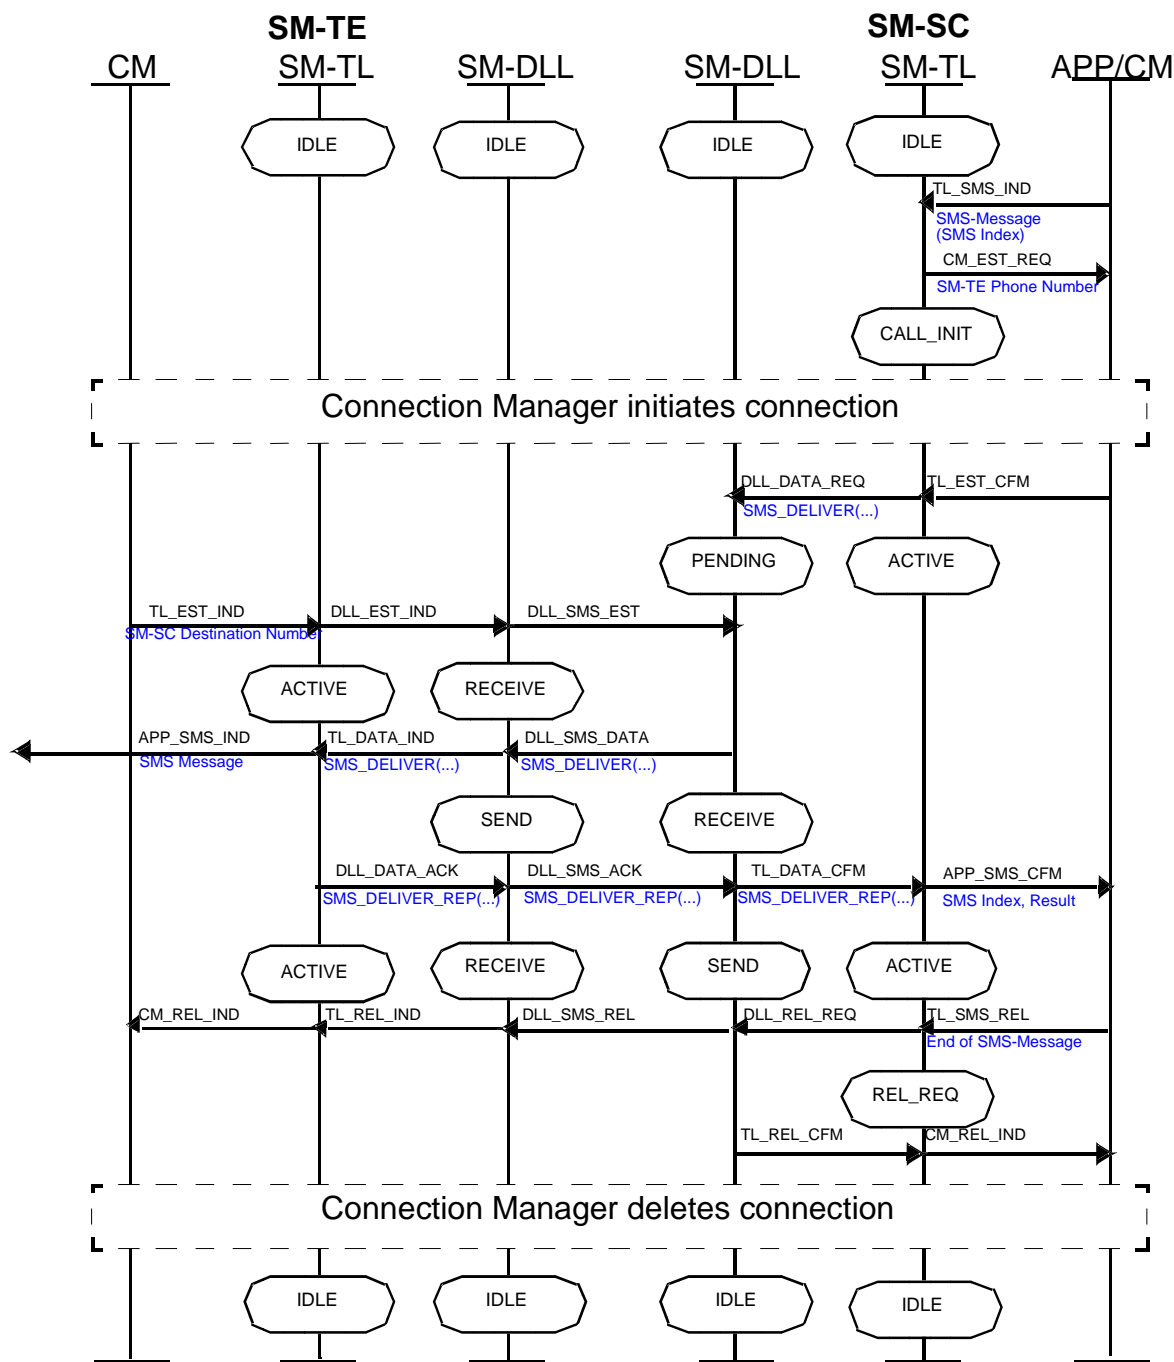 SM-TE SM-SC
CM SM-TL SM-DLL SM-DLL SM-TL APP/CM
IDLE IDLE IDLE IDLE
TL_SMS_IND
SMS-Message
(SMS Index)
CM_EST_REQ
SM-TE Phone Number
CALL_INIT
Connection Manager initiates connection
DLL_DATA_REQ TL_EST_CFM
SMS_DELIVER(...)
PENDING ACTIVE
TL_EST_IND DLL_EST_IND DLL_SMS_EST
SM-SC Destination Number
ACTIVE RECEIVE
APP_SMS_IND TL_DATA_IND DLL_SMS_DATA
SMS Message SMS_DELIVER(...) SMS_DELIVER(...)
SEND RECEIVE
DLL_DATA_ACK DLL_SMS_ACK TL_DATA_CFM APP_SMS_CFM
SMS_DELIVER_REP(...) SMS_DELIVER_REP(...) SMS_DELIVER_REP(...) SMS Index, Result
ACTIVE RECEIVE SEND ACTIVE
CM_REL_IND TL_REL_IND DLL_SMS_REL DLL_REL_REQ TL_SMS_REL
End of SMS-Message
REL_REQ
TL_REL_CFM CM_REL_IND
Connection Manager deletes connection
IDLE IDLE IDLE IDLE